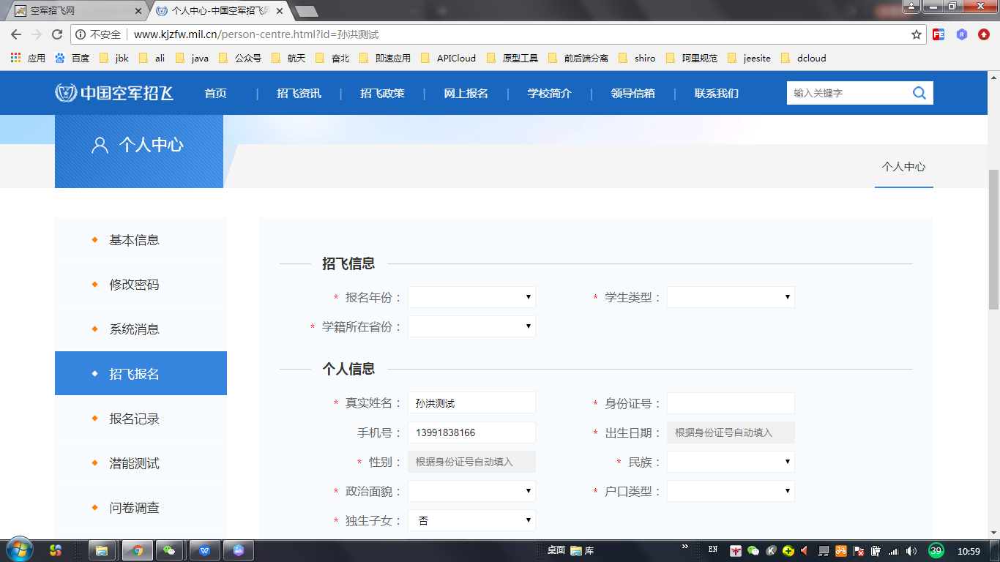 空军招飞网
个人中心-中国空军招飞网
不安全
www.kjzfw.mil.cn/person-centre.html?id=孙洪测试
应用 百度 jbk ali java 公众号 航天 奋北 即速应用 APICloud 原型工具 前后端分离 shiro 阿里规范 jeesite dcloud
中国空军招飞 首页 | 招飞资讯 | 招飞政策 | 网上报名 | 学校简介 | 领导信箱 | 联系我们 输入关键字
个人中心
个人中心
基本信息
修改密码
系统消息
招飞报名
报名记录
潜能测试
问卷调查
招飞信息
* 报名年份： * 学生类型：
* 学籍所在省份：
个人信息
* 真实姓名： 孙洪测试 * 身份证号：
手机号： 13991838166 * 出生日期： 根据身份证号自动填入
* 性别： 根据身份证号自动填入 * 民族：
* 政治面貌： * 户口类型：
* 独生子女： 否
桌面 库 » EN 39 10:59